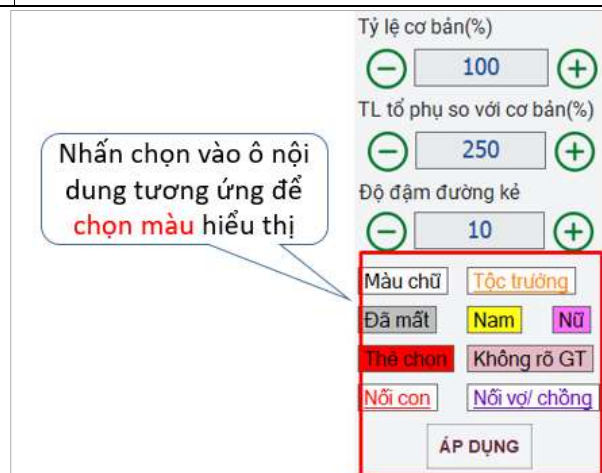 Tỷ lệ cơ bản(%)
100
TL tổ phụ so với cơ bản(%)
250
Độ đậm đường kẻ
10
Nhấn chọn vào ô nội
dung tương ứng để
chọn màu hiểu thị
Màu chữ Tộc trưởng
Đã mất Nam Nữ
Thẻ chọn Không rõ GT
Nối con Nối vợ/ chồng
ÁP DỤNG